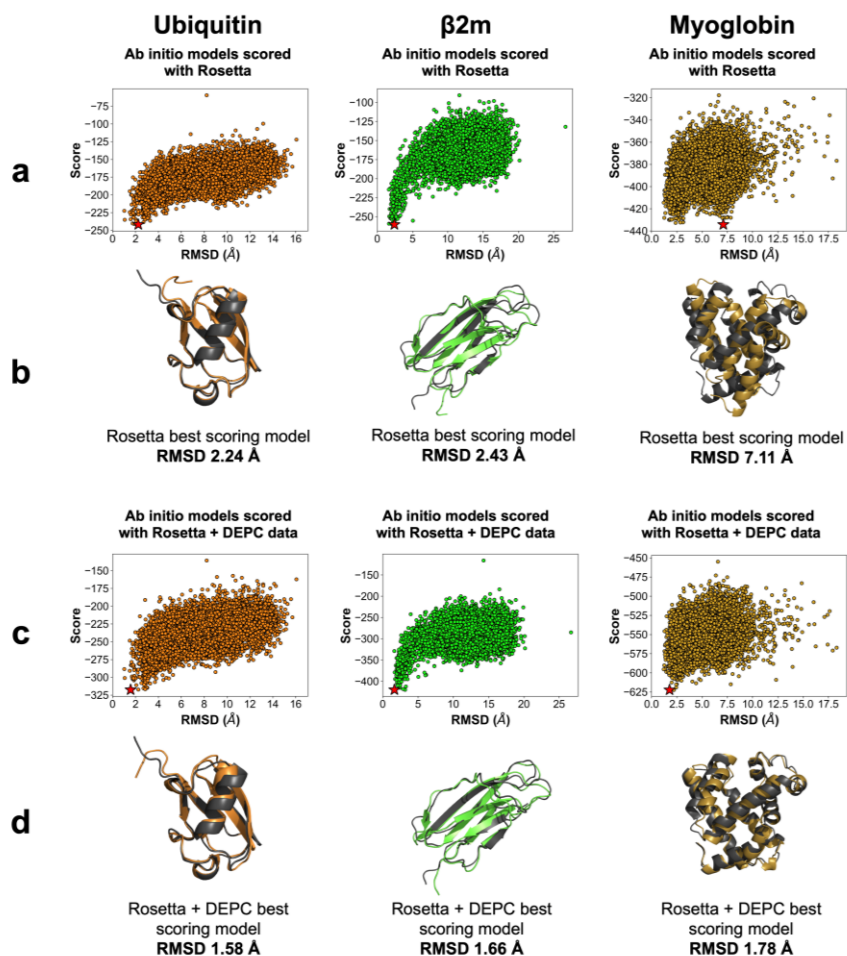 Ubiquitin
β2m
Myoglobin
Ab initio models scored
with Rosetta
Ab initio models scored
with Rosetta
Ab initio models scored
with Rosetta
a
Score
−75
−100
−125
−150
−175
−200
−225
−250
0 2 4 6 8 10 12 14 16
RMSD (Å)
Score
−100
−125
−150
−175
−200
−225
−250
0 5 10 15 20 25
RMSD (Å)
Score
−320
−340
−360
−380
−400
−420
−440
0.0 2.5 5.0 7.5 10.0 12.5 15.0 17.5
RMSD (Å)
b
Rosetta best scoring model
RMSD 2.24 Å
Rosetta best scoring model
RMSD 2.43 Å
Rosetta best scoring model
RMSD 7.11 Å
Ab initio models scored
with Rosetta + DEPC data
Ab initio models scored
with Rosetta + DEPC data
Ab initio models scored
with Rosetta + DEPC data
c
Score
−150
−175
−200
−225
−250
−275
−300
−325
0 2 4 6 8 10 12 14 16
RMSD (Å)
Score
−150
−200
−250
−300
−350
−400
0 5 10 15 20 25
RMSD (Å)
Score
−450
−475
−500
−525
−550
−575
−600
−625
0.0 2.5 5.0 7.5 10.0 12.5 15.0 17.5
RMSD (Å)
d
Rosetta + DEPC best
scoring model
RMSD 1.58 Å
Rosetta + DEPC best
scoring model
RMSD 1.66 Å
Rosetta + DEPC best
scoring model
RMSD 1.78 Å